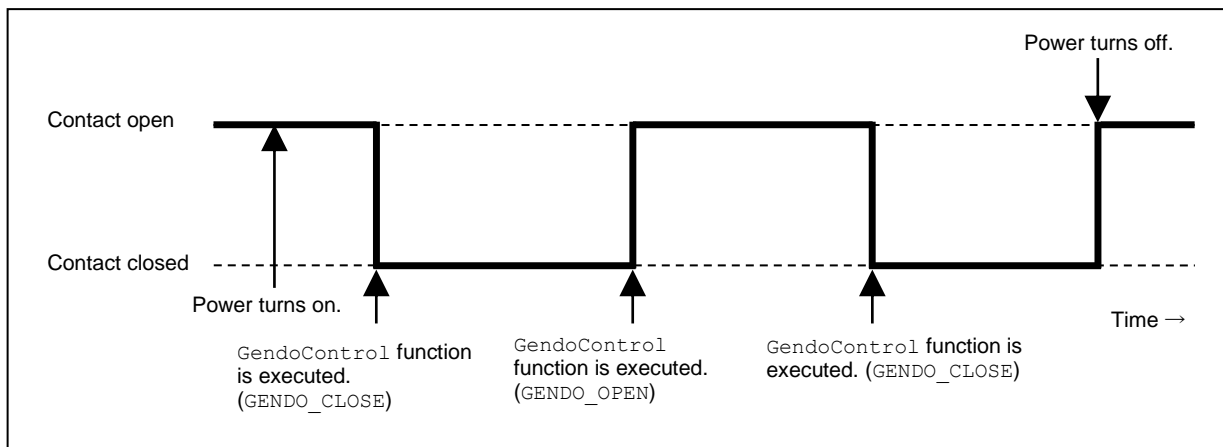 Power turns off.
Contact open
Contact closed
Power turns on.
Time →
GendoControl function
is executed.
(GENDO_CLOSE)
GendoControl
function is executed.
(GENDO_OPEN)
GendoControl function is
executed. (GENDO_CLOSE)